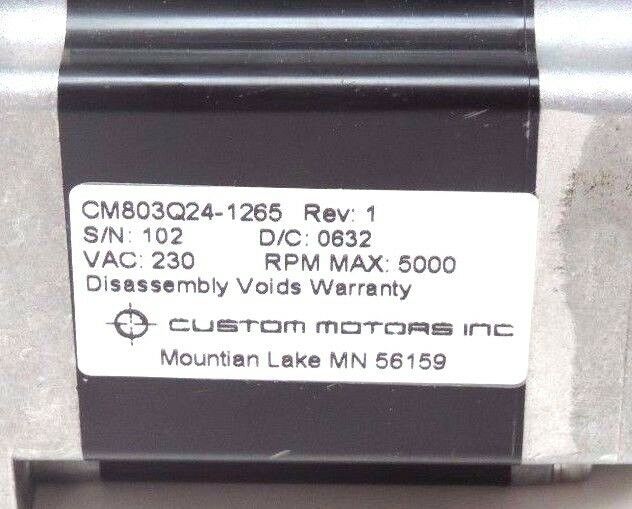 CM803Q24-1265 Rev: 1
S/N: 102 D/C: 0632
VAC: 230 RPM MAX: 5000
Disassembly Voids Warranty
CUSTOM MOTORS INC
Mountian Lake MN 56159